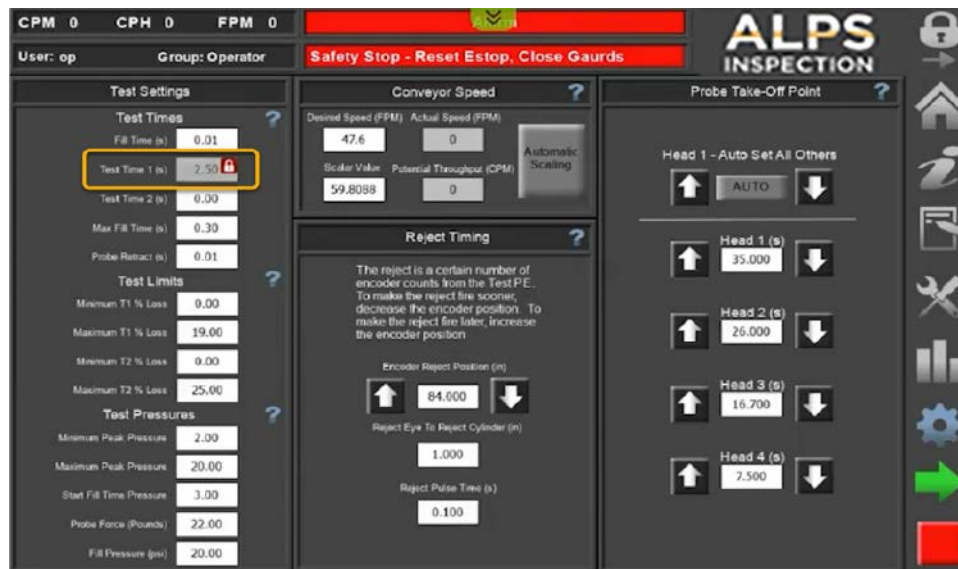 CPM 0 CPH 0 FPM 0
User: op Group: Operator
Safety Stop - Reset Estop, Close Gaurds
ALPS
INSPECTION
Test Settings
Test Times ?
Fill Time (s) 0.01
Test Time 1 (s) 2.50
Test Time 2 (s) 0.00
Max Fill Time (s) 0.30
Probe Retract (s) 0.01
Test Limits ?
Minimum T1 % Loss 0.00
Maximum T1 % Loss 19.00
Minimum T2 % Loss 0.00
Maximum T2 % Loss 25.00
Test Pressures ?
Minimum Peak Pressure 2.00
Maximum Peak Pressure 20.00
Start Fill Time Pressure 3.00
Probe Force (Pounds) 22.00
Fill Pressure (psi) 20.00
Conveyor Speed ?
Desired Speed (FPM) Actual Speed (FPM)
47.6 0
Scaler Value Potential Throughput (CPM)
59.8088 0
Automatic
Scaling
Reject Timing ?
The reject is a certain number of
encoder counts from the Test PE.
To make the reject fire sooner,
decrease the encoder position. To
make the reject fire later, increase
the encoder position
Encoder Reject Position (in)
84.000
Reject Eye To Reject Cylinder (in)
1.000
Reject Pulse Time (s)
0.100
Probe Take-Off Point ?
Head 1 - Auto Set All Others
AUTO
Head 1 (s)
35.000
Head 2 (s)
26.000
Head 3 (s)
16.700
Head 4 (s)
7.500